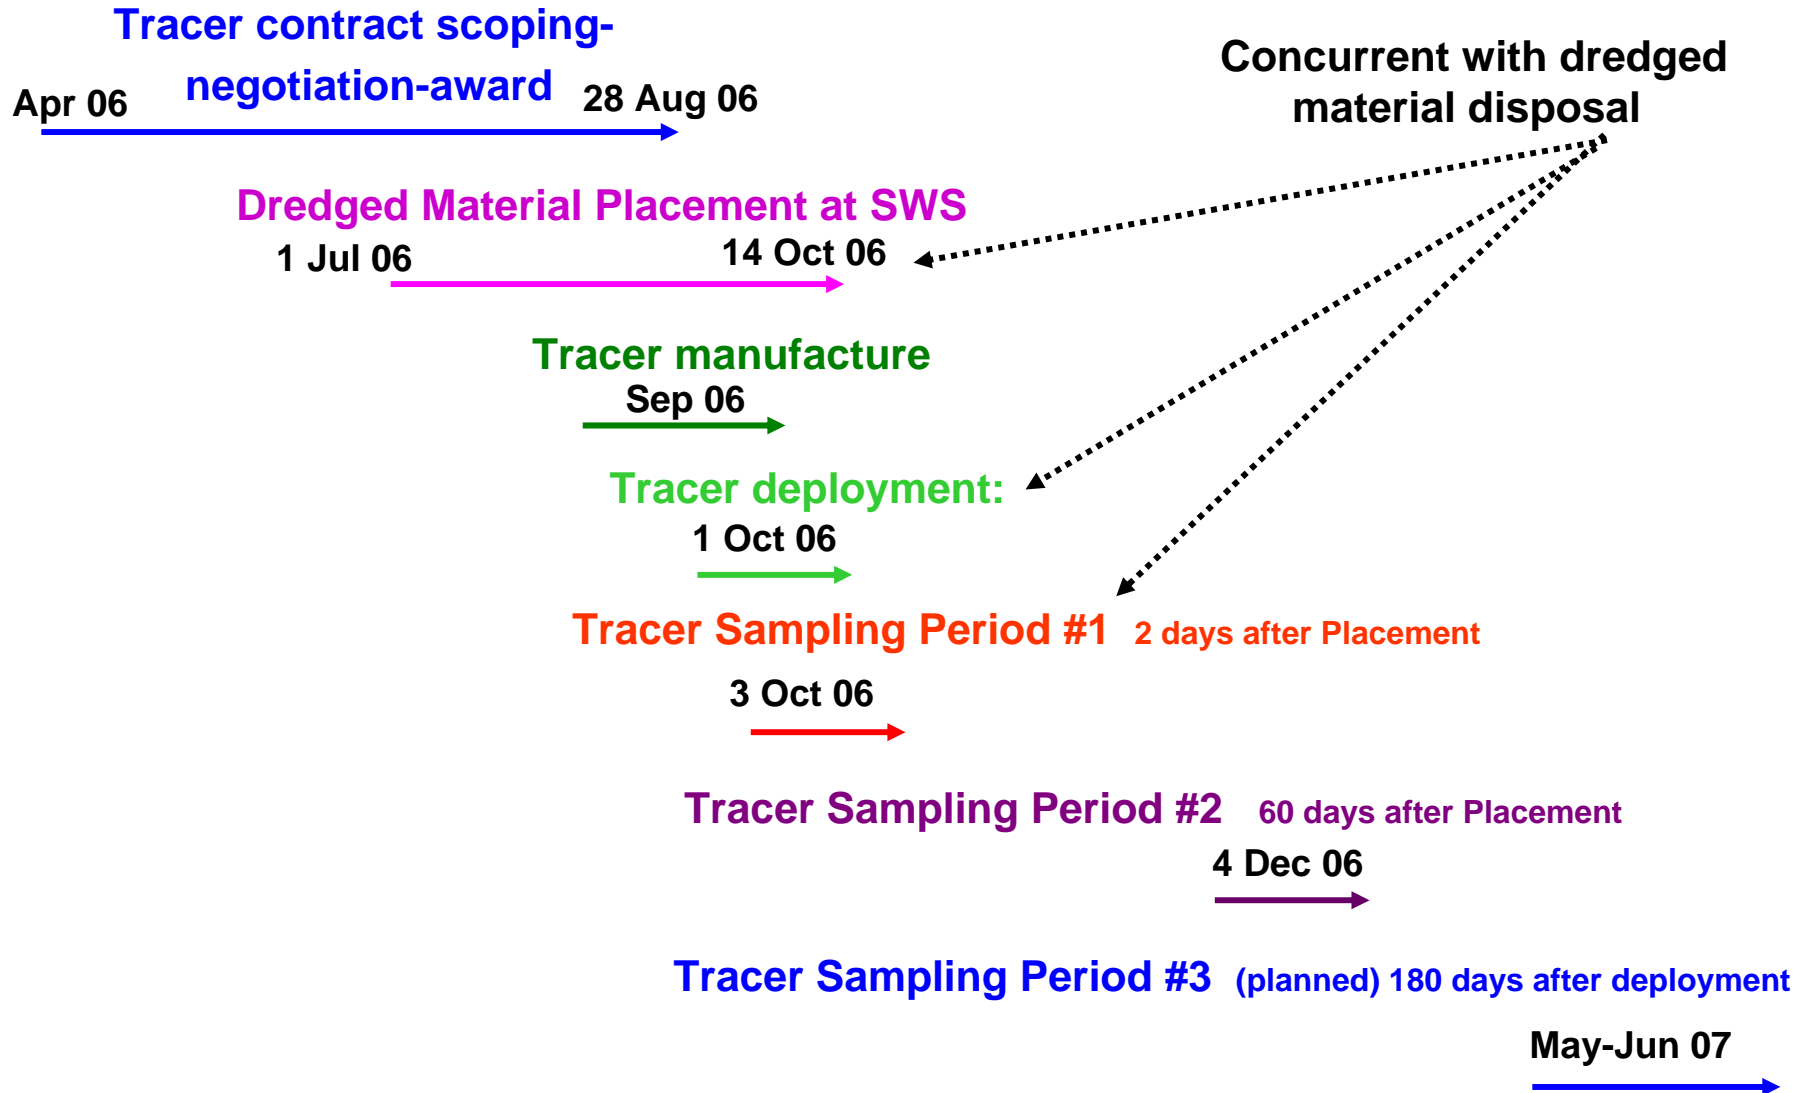 Tracer contract scoping-
negotiation-award
Apr 06
28 Aug 06
Concurrent with dredged
material disposal
Dredged Material Placement at SWS
1 Jul 06
14 Oct 06
Tracer manufacture
Sep 06
Tracer deployment:
1 Oct 06
Tracer Sampling Period #1 2 days after Placement
3 Oct 06
Tracer Sampling Period #2 60 days after Placement
4 Dec 06
Tracer Sampling Period #3 (planned) 180 days after deployment
May-Jun 07